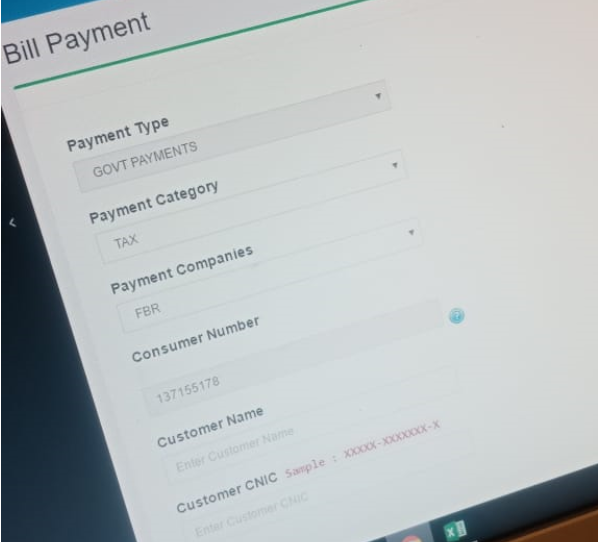 Bill Payment
Payment Type
GOVT PAYMENTS
Payment Category
TAX
Payment Companies
FBR
Consumer Number
137155178
Customer Name
Enter Customer Name
Customer CNIC Sample : XXXXX-XXXXXXX-X
Enter Customer CNIC